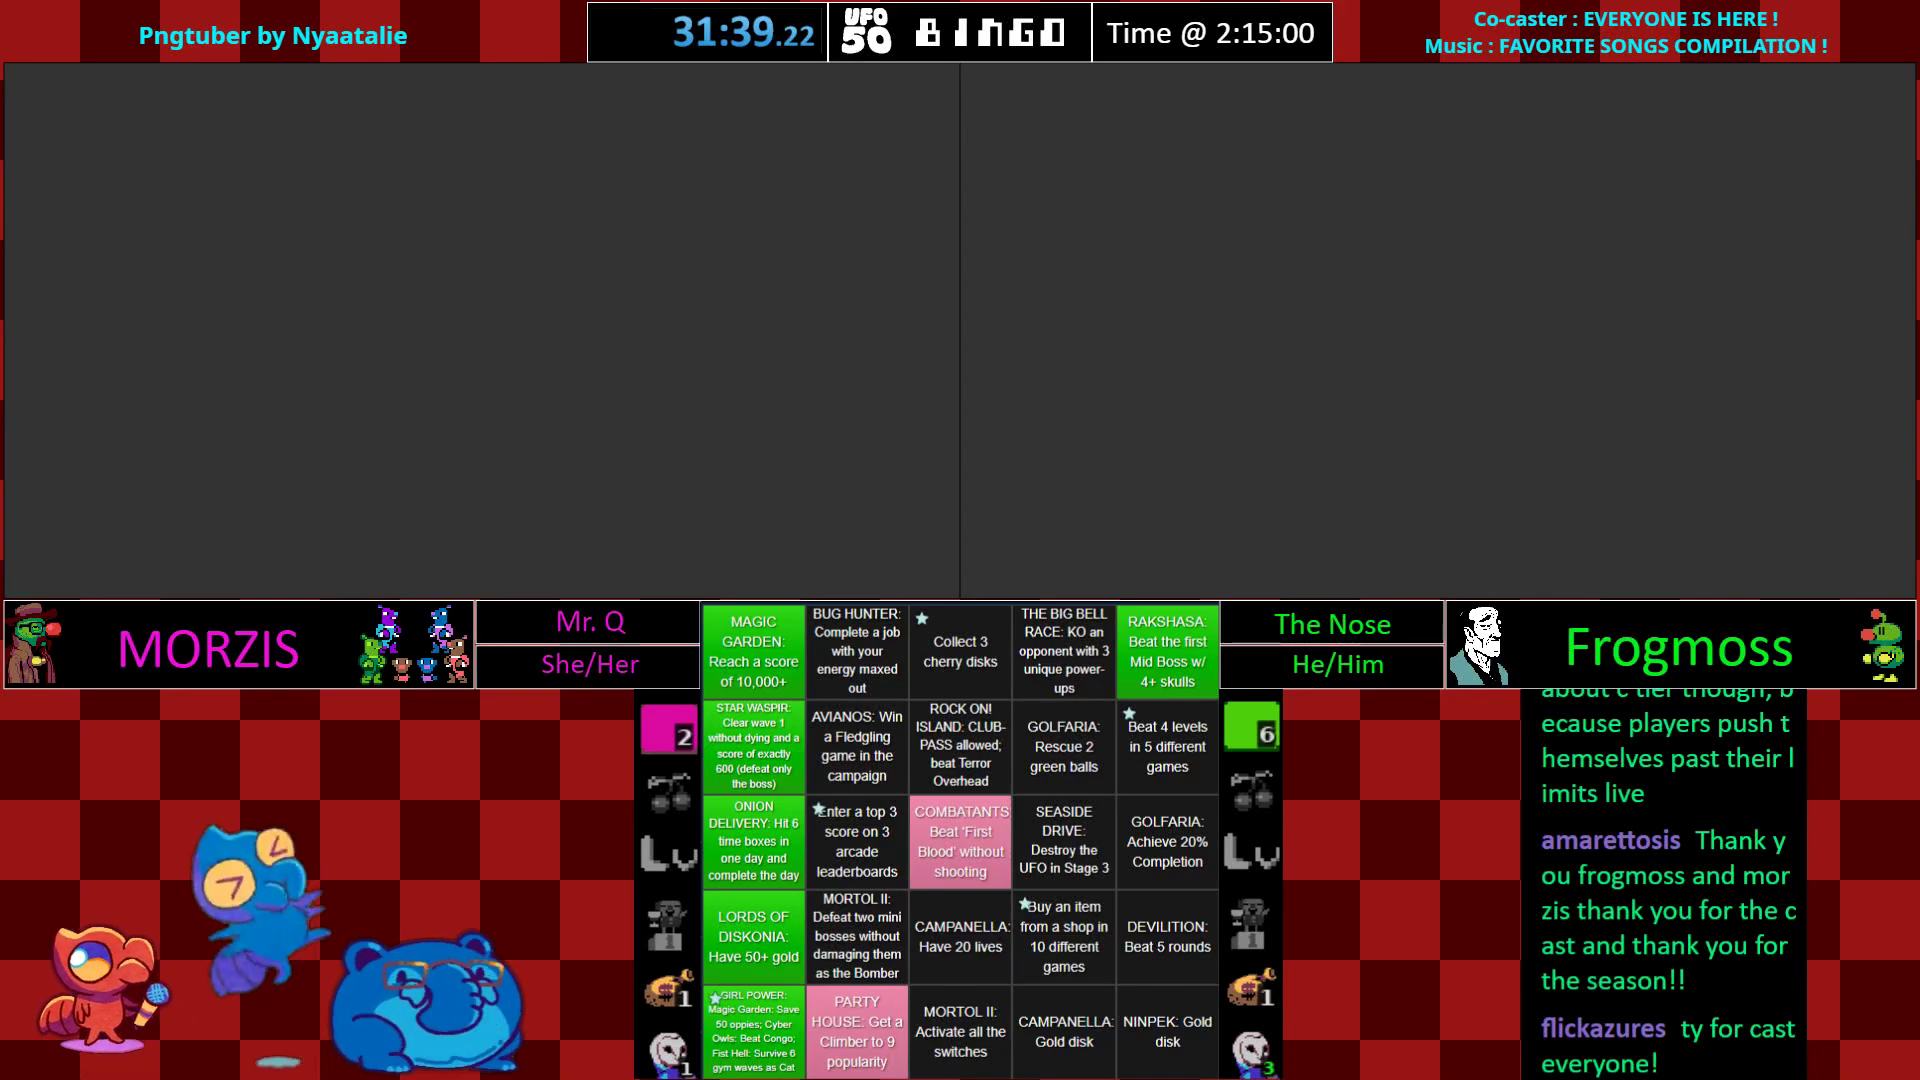 Pngtuber by Nyaatalie
31:39.22
UFO 50
BINGO
Time @ 2:15:00
Co-caster : EVERYONE IS HERE !
Music : FAVORITE SONGS COMPILATION !
MORZIS
Mr. Q
She/Her
The Nose
He/Him
Frogmoss
MAGIC
GARDEN:
Reach a score
of 10,000+
BUG HUNTER:
Complete a job
with your
energy maxed
out
Collect 3
cherry disks
THE BIG BELL
RACE: KO an
opponent with 3
unique power-
ups
RAKSHASA:
Beat the first
Mid Boss w/
4+ skulls
STAR WASPIR:
Clear wave 1
without dying and a
score of exactly
600 (defeat only
the boss)
AVIANOS: Win
a Fledgling
game in the
campaign
ROCK ON!
ISLAND: CLUB-
PASS allowed;
beat Terror
Overhead
GOLFARIA:
Rescue 2
green balls
Beat 4 levels
in 5 different
games
ONION
DELIVERY: Hit 6
time boxes in
one day and
complete the day
Enter a top 3
score on 3
arcade
leaderboards
COMBATANTS:
Beat 'First
Blood' without
shooting
SEASIDE
DRIVE:
Destroy the
UFO in Stage 3
GOLFARIA:
Achieve 20%
Completion
LORDS OF
DISKONIA:
Have 50+ gold
MORTOL II:
Defeat two mini
bosses without
damaging them
as the Bomber
CAMPANELLA:
Have 20 lives
Buy an item
from a shop in
10 different
games
DEVILITION:
Beat 5 rounds
GIRL POWER:
Magic Garden: Save
50 oppies; Cyber
Owls: Beat Congo;
Fist Hell: Survive 6
gym waves as Cat
PARTY
HOUSE: Get a
Climber to 9
popularity
MORTOL II:
Activate all the
switches
CAMPANELLA:
Gold disk
NINPEK: Gold
disk
2
Lv
1
1
1
6
Lv
1
1
3
about c tier though, b
ecause players push t
hemselves past their l
imits live
amarettosis Thank y
ou frogmoss and mor
zis thank you for the c
ast and thank you for
the season!!
flickazures ty for cast
everyone!